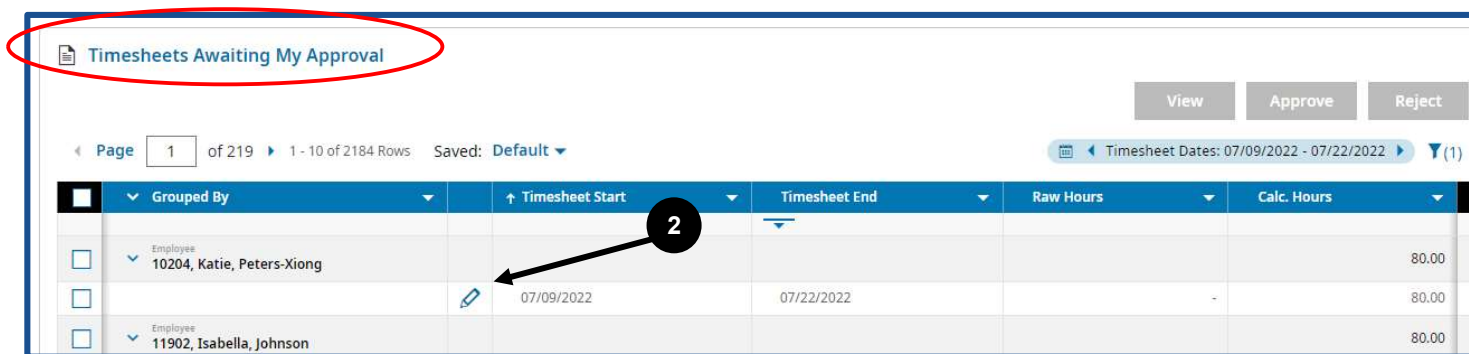 Timesheets Awaiting My Approval
View Approve Reject
Page 1 of 219 1 - 10 of 2184 Rows Saved: Default Timesheet Dates: 07/09/2022 - 07/22/2022 (1)
Grouped By Timesheet Start Timesheet End Raw Hours Calc. Hours
2
Employee
10204, Katie, Peters-Xiong 80.00
07/09/2022 07/22/2022 - 80.00
Employee
11902, Isabella, Johnson 80.00